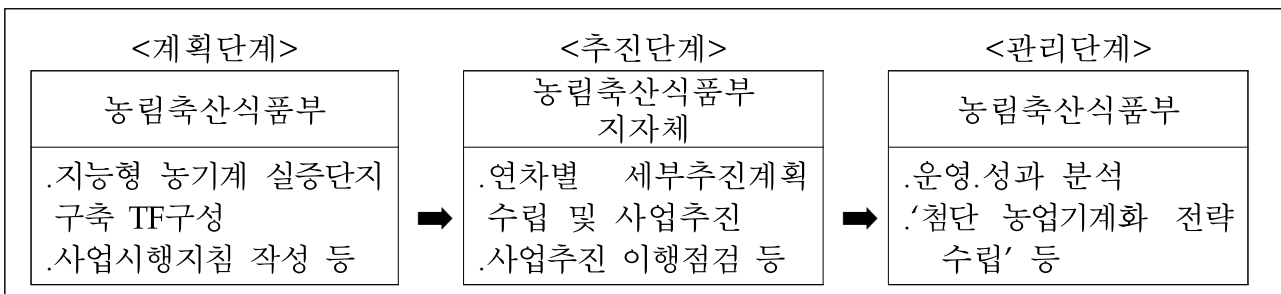 <계획단계>
농림축산식품부
.지능형 농기계 실증단지
구축 TF구성
.사업시행지침 작성 등
<추진단계>
농림축산식품부
지자체
.연차별 세부추진계획
수립 및 사업추진
.사업추진 이행점검 등
<관리단계>
농림축산식품부
.운영.성과 분석
.‘첨단 농업기계화 전략
수립’ 등